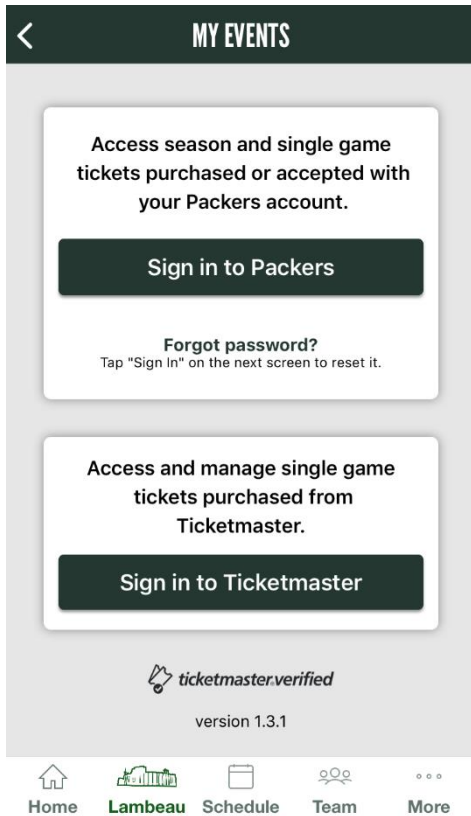 MY EVENTS
Access season and single game
tickets purchased or accepted with
your Packers account.
Sign in to Packers
Forgot password?
Tap "Sign In" on the next screen to reset it.
Access and manage single game
tickets purchased from
Ticketmaster.
Sign in to Ticketmaster
ticketmaster.verified
version 1.3.1
Home Lambeau Schedule Team More